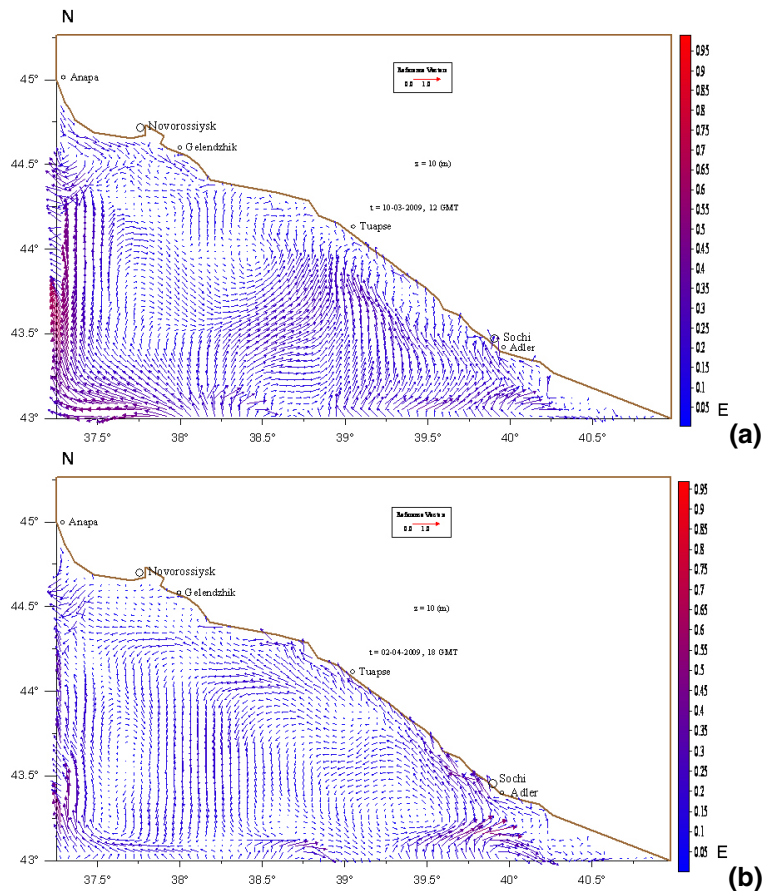 N
45°
44.5°
44°
43.5°
43°
37.5°
38°
38.5°
39°
39.5°
40°
40.5°
Anapa
Novorossiysk
Gelendzhik
Tuapse
Sochi
Adler
Reference Vectors
0.0 1.0
z = 10 (m)
t = 10-03-2009, 12 GMT
0.95
0.9
0.85
0.8
0.75
0.7
0.65
0.6
0.55
0.5
0.45
0.4
0.35
0.3
0.25
0.2
0.15
0.1
0.05
E
(a)
N
45°
44.5°
44°
43.5°
43°
37.5°
38°
38.5°
39°
39.5°
40°
40.5°
Anapa
Novorossiysk
Gelendzhik
Tuapse
Sochi
Adler
Reference Vectors
0.0 1.0
z = 10 (m)
t = 02-04-2009, 18 GMT
0.95
0.9
0.85
0.8
0.75
0.7
0.65
0.6
0.55
0.5
0.45
0.4
0.35
0.3
0.25
0.2
0.15
0.1
0.05
E
(b)